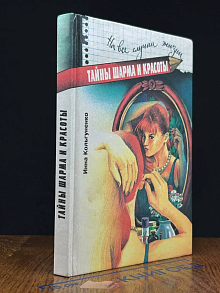 На все случаи жизни
ТАЙНЫ ШАРМА И КРАСОТЫ
Инна Кольгуненко
ТАЙНЫ ШАРМА И КРАСОТЫ